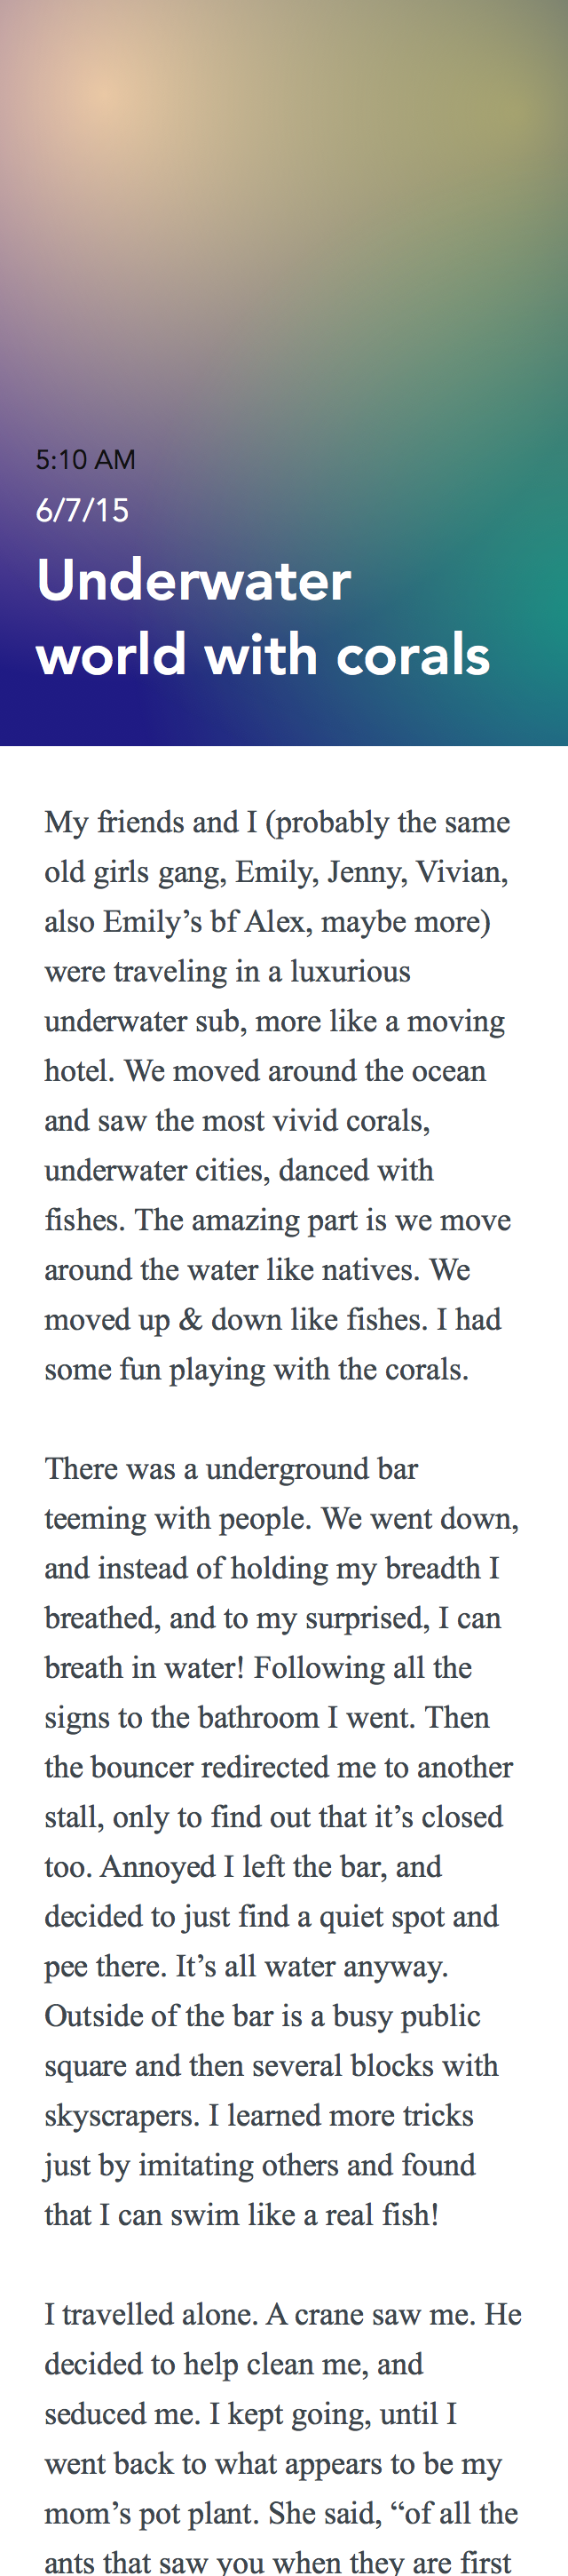 5:10 AM
6/7/15
Underwater
world with corals
My friends and I (probably the same
old girls gang, Emily, Jenny, Vivian,
also Emily’s bf Alex, maybe more)
were traveling in a luxurious
underwater sub, more like a moving
hotel. We moved around the ocean
and saw the most vivid corals,
underwater cities, danced with
fishes. The amazing part is we move
around the water like natives. We
moved up & down like fishes. I had
some fun playing with the corals.
There was a underground bar
teeming with people. We went down,
and instead of holding my breadth I
breathed, and to my surprised, I can
breath in water! Following all the
signs to the bathroom I went. Then
the bouncer redirected me to another
stall, only to find out that it’s closed
too. Annoyed I left the bar, and
decided to just find a quiet spot and
pee there. It’s all water anyway.
Outside of the bar is a busy public
square and then several blocks with
skyscrapers. I learned more tricks
just by imitating others and found
that I can swim like a real fish!
I travelled alone. A crane saw me. He
decided to help clean me, and
seduced me. I kept going, until I
went back to what appears to be my
mom’s pot plant. She said, “of all the
ants that saw you when they are first